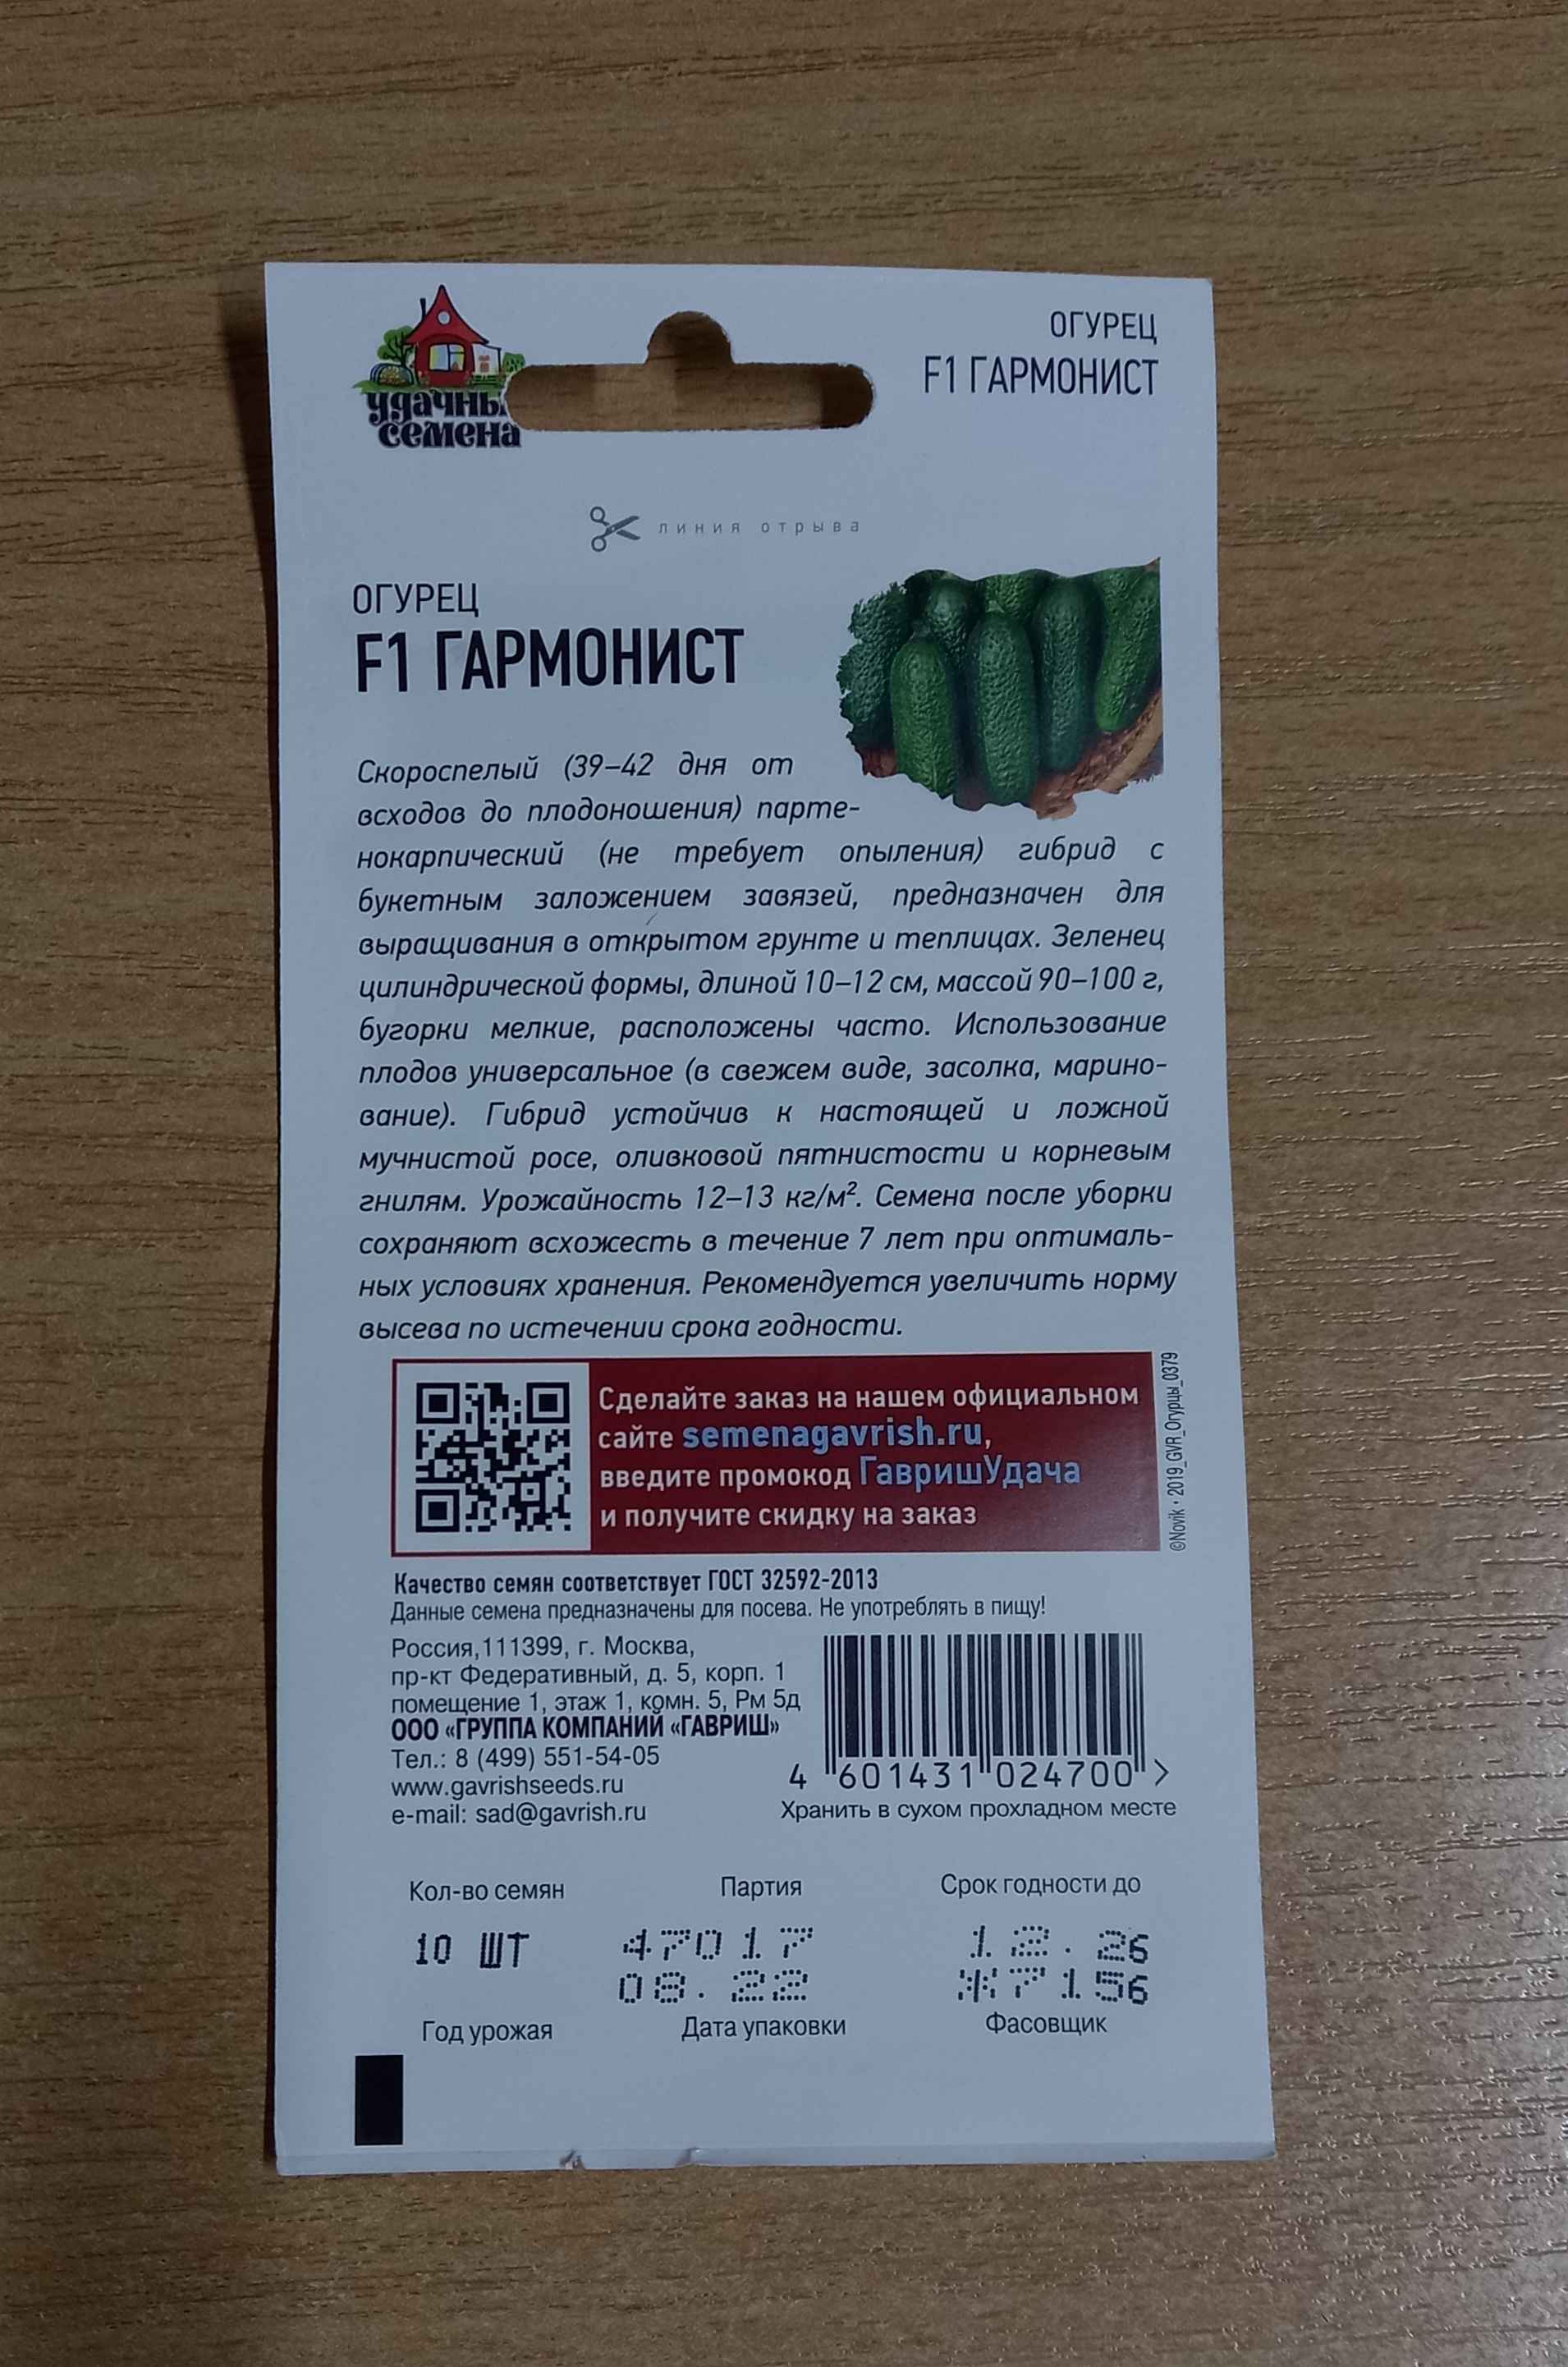 удачны
семена
ОГУРЕЦ
F1 ГАРМОНИСТ
линия отрыва
ОГУРЕЦ
F1 ГАРМОНИСТ
Скороспелый (39–42 дня от
всходов до плодоношения) парте-
нокарпический (не требует опыления) гибрид с
букетным заложением завязей, предназначен для
выращивания в открытом грунте и теплицах. Зеленец
цилиндрической формы, длиной 10–12 см, массой 90–100 г,
бугорки мелкие, расположены часто. Использование
плодов универсальное (в свежем виде, засолка, марино-
вание). Гибрид устойчив к настоящей и ложной
мучнистой росе, оливковой пятнистости и корневым
гнилям. Урожайность 12–13 кг/м². Семена после уборки
сохраняют всхожесть в течение 7 лет при оптималь-
ных условиях хранения. Рекомендуется увеличить норму
высева по истечении срока годности.
Сделайте заказ на нашем официальном
сайте semenagavrish.ru,
введите промокод ГавришУдача
и получите скидку на заказ
©Novik • 2019_GVR_Огурцы_0379
Качество семян соответствует ГОСТ 32592-2013
Данные семена предназначены для посева. Не употреблять в пищу!
Россия,111399, г. Москва,
пр-кт Федеративный, д. 5, корп. 1
помещение 1, этаж 1, комн. 5, Рм 5д
ООО «ГРУППА КОМПАНИЙ «ГАВРИШ»
Тел.: 8 (499) 551-54-05
www.gavrishseeds.ru
e-mail: sad@gavrish.ru
4 601431 024700 >
Хранить в сухом прохладном месте
Кол-во семян Партия Срок годности до
10 ШТ 47017 12.26
08.22 Ж7156
Год урожая Дата упаковки Фасовщик